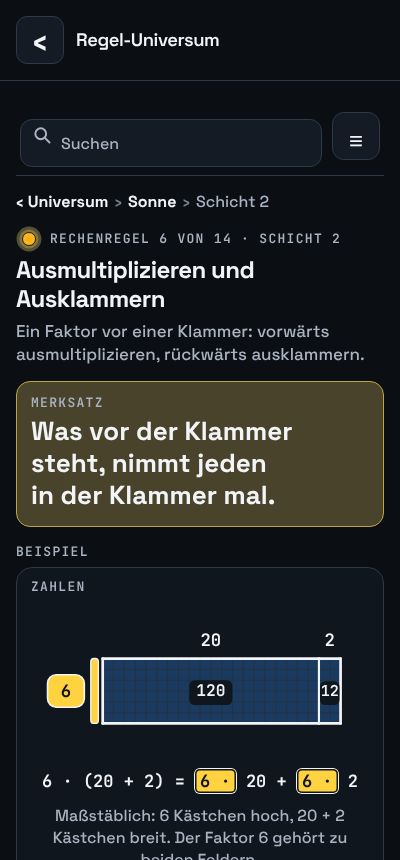 < Regel-Universum
Suchen ≡
< Universum > Sonne > Schicht 2
RECHENREGEL 6 VON 14 · SCHICHT 2
Ausmultiplizieren und
Ausklammern
Ein Faktor vor einer Klammer: vorwärts
ausmultiplizieren, rückwärts ausklammern.
MERKSATZ
Was vor der Klammer
steht, nimmt jeden
in der Klammer mal.
BEISPIEL
ZAHLEN
20 2
6 120 12
6 · (20 + 2) = 6 · 20 + 6 · 2
Maßstäblich: 6 Kästchen hoch, 20 + 2
Kästchen breit. Der Faktor 6 gehört zu
beiden Feldern.